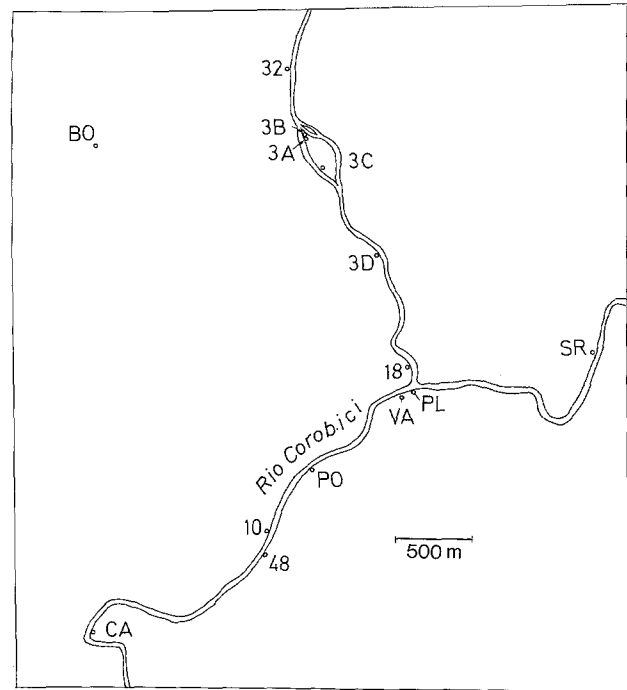 32
BO
3B
3A
3C
3D
SR
18
PL
VA
Rio Corobici
PO
10
48
500 m
CA